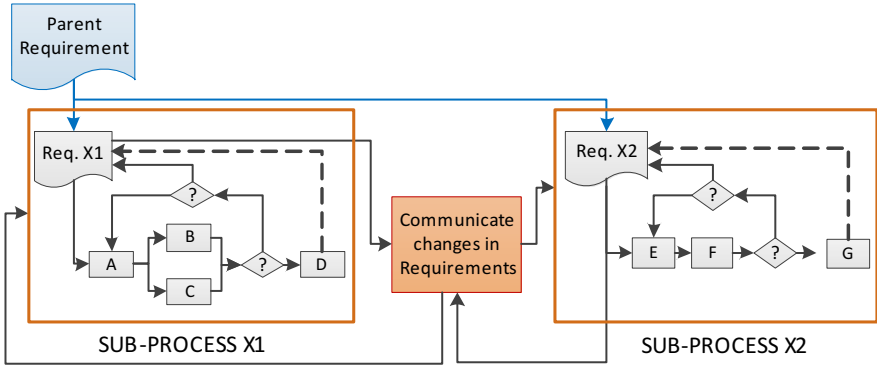 Parent
Requirement
Req. X1
?
A
B
C
?
D
Communicate
changes in
Requirements
Req. X2
?
E
F
?
G
SUB-PROCESS X1
SUB-PROCESS X2